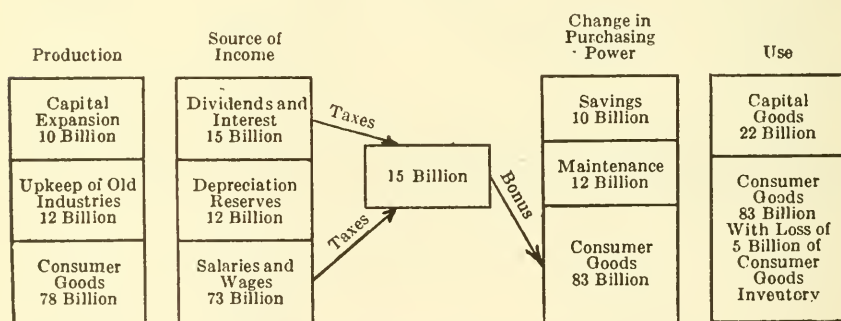 Production
Capital
Expansion
10 Billion
Upkeep of Old
Industries
12 Billion
Consumer
Goods
78 Billion
Source of
Income
Dividends and
Interest
15 Billion
Depreciation
Reserves
12 Billion
Salaries and
Wages
73 Billion
Taxes
Taxes
15 Billion
Bonus
Change in
Purchasing
Power
Savings
10 Billion
Maintenance
12 Billion
Consumer
Goods
83 Billion
Use
Capital
Goods
22 Billion
Consumer
Goods
83 Billion
With Loss of
5 Billion of
Consumer
Goods
Inventory